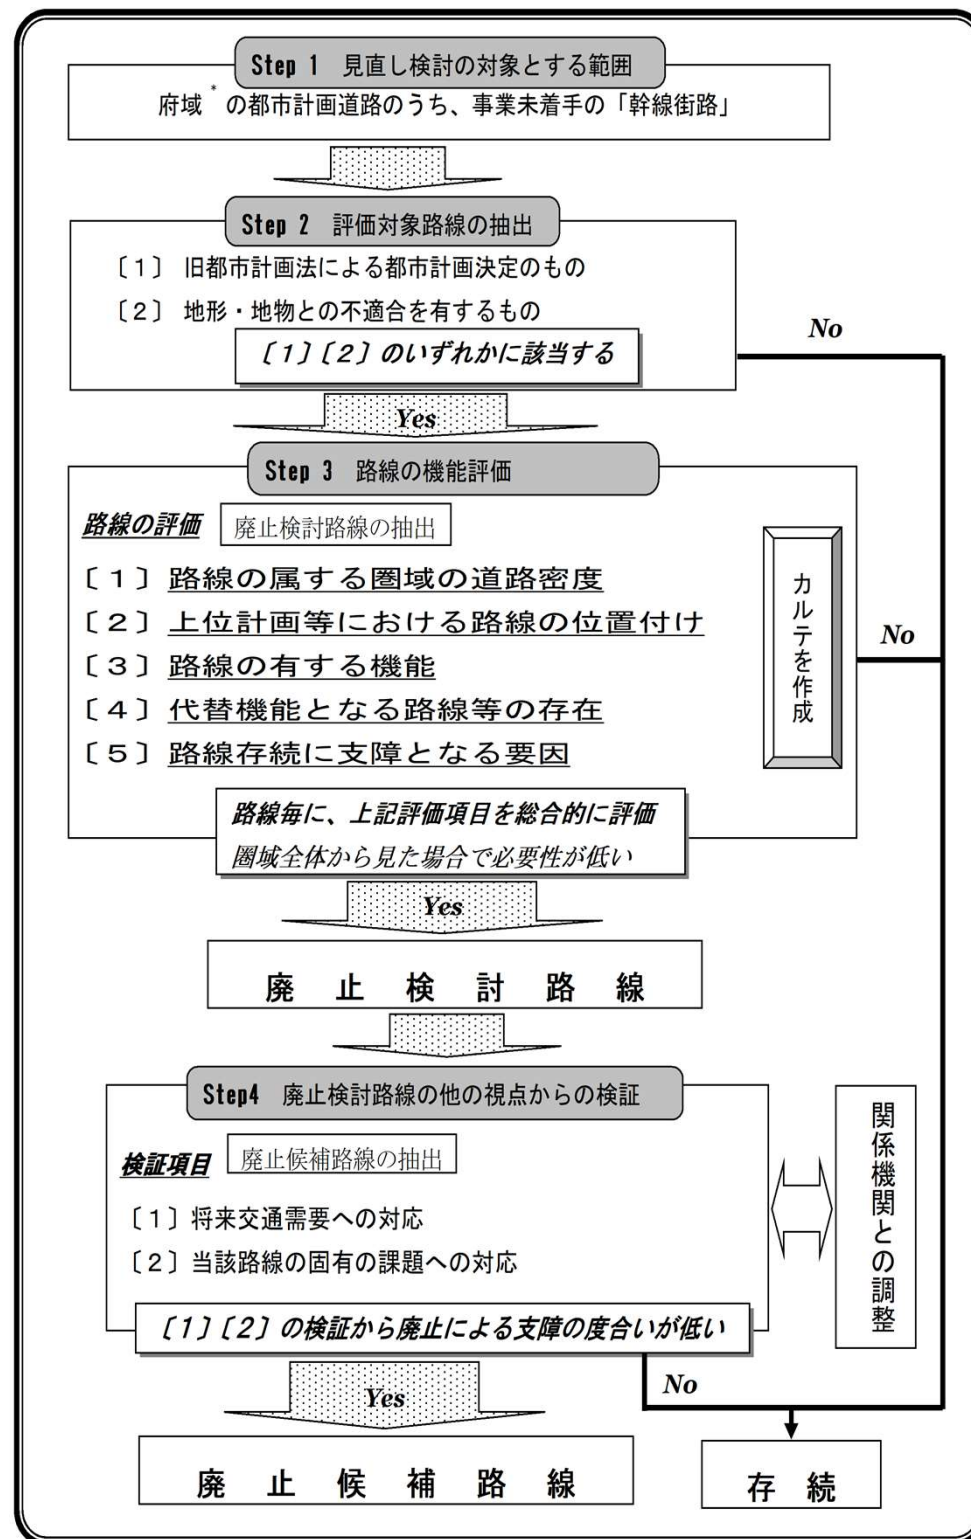 Step 1 見直し検討の対象とする範囲
府域*の都市計画道路のうち、事業未着手の「幹線街路」
Step 2 評価対象路線の抽出
〔1〕 旧都市計画法による都市計画決定のもの
〔2〕 地形・地物との不適合を有するもの
〔1〕〔2〕のいずれかに該当する
No
Yes
Step 3 路線の機能評価
路線の評価 廃止検討路線の抽出
〔1〕路線の属する圏域の道路密度
〔2〕上位計画等における路線の位置付け
〔3〕路線の有する機能
〔4〕代替機能となる路線等の存在
〔5〕路線存続に支障となる要因
カルテを作成
No
路線毎に、上記評価項目を総合的に評価
圏域全体から見た場合で必要性が低い
Yes
廃止検討路線
Step4 廃止検討路線の他の視点からの検証
検証項目 廃止候補路線の抽出
〔1〕将来交通需要への対応
〔2〕当該路線の固有の課題への対応
関係機関との調整
〔1〕〔2〕の検証から廃止による支障の度合いが低い
Yes
No
廃止候補路線
存続